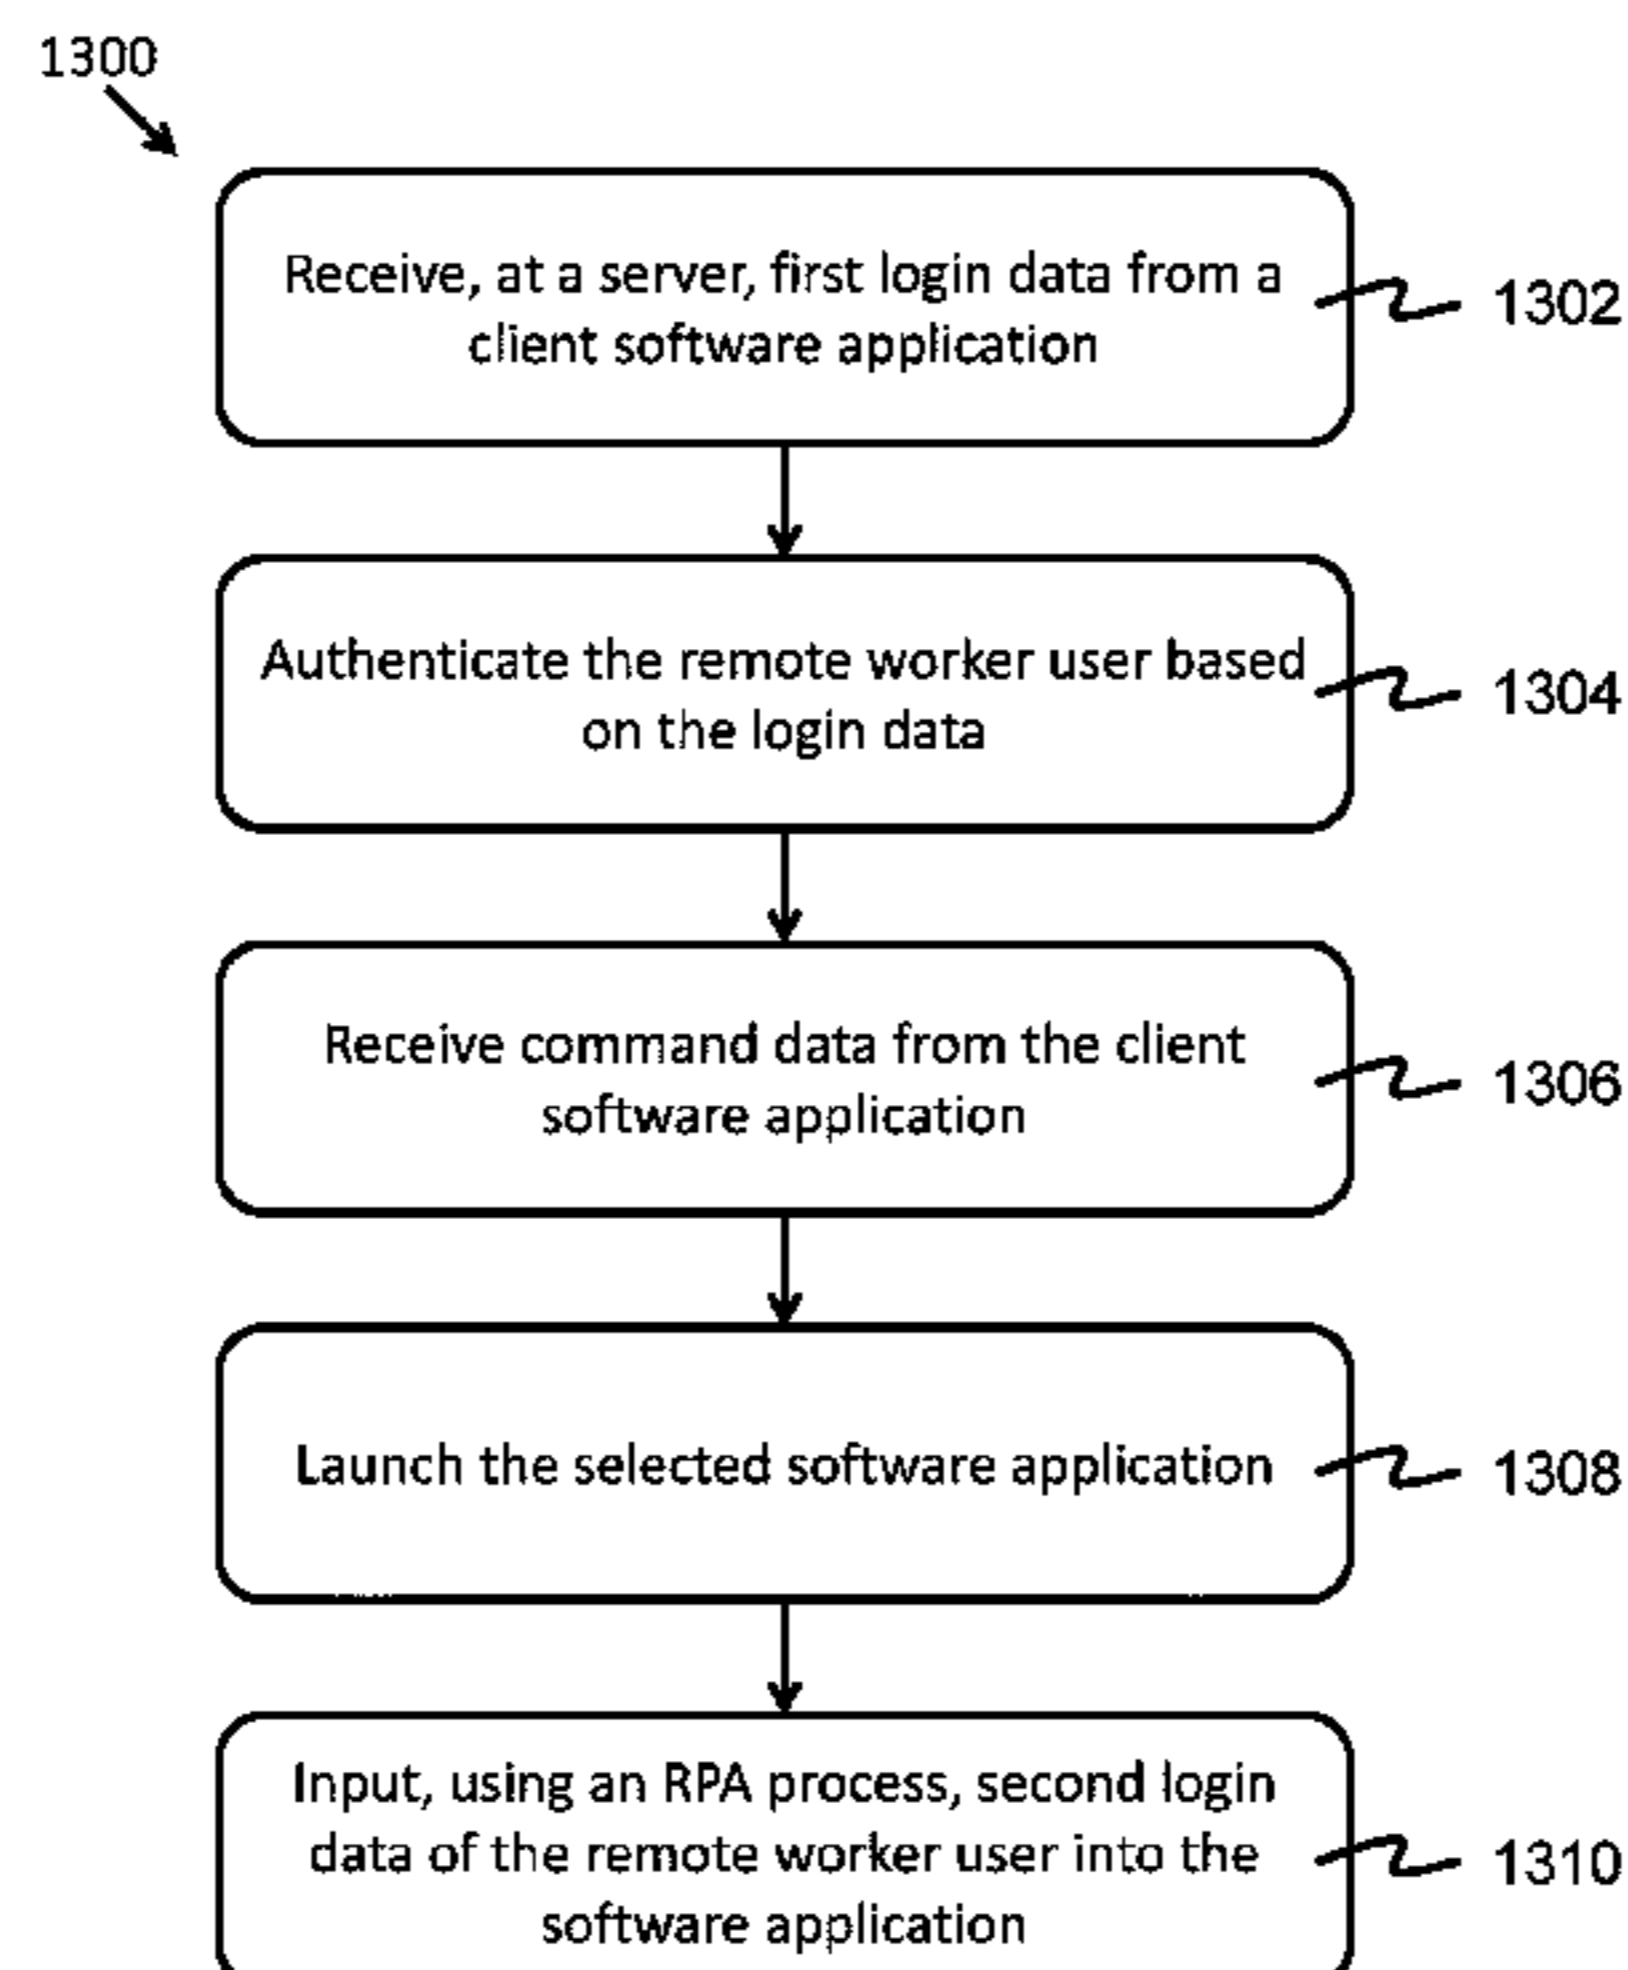 1300
Receive, at a server, first login data from a
client software application
1302
Authenticate the remote worker user based
on the login data
1304
Receive command data from the client
software application
1306
Launch the selected software application
1308
Input, using an RPA process, second login
data of the remote worker user into the
software application
1310